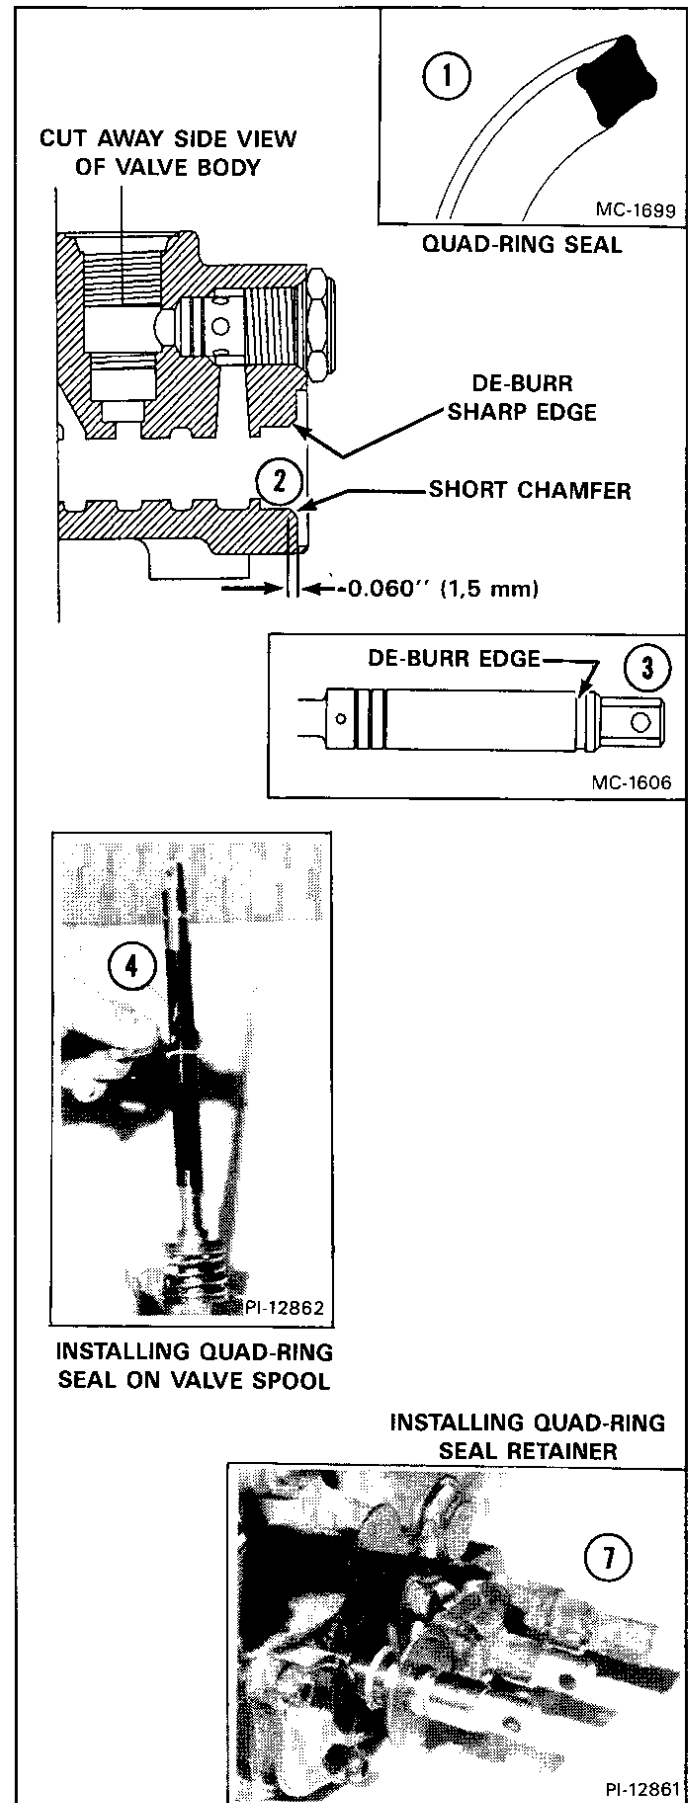 1
MC-1699
QUAD-RING SEAL
CUT AWAY SIDE VIEW
OF VALVE BODY
DE-BURR
SHARP EDGE
2
SHORT CHAMFER
0.060'' (1,5 mm)
DE-BURR EDGE
3
MC-1606
4
PI-12862
INSTALLING QUAD-RING
SEAL ON VALVE SPOOL
INSTALLING QUAD-RING
SEAL RETAINER
7
PI-12861